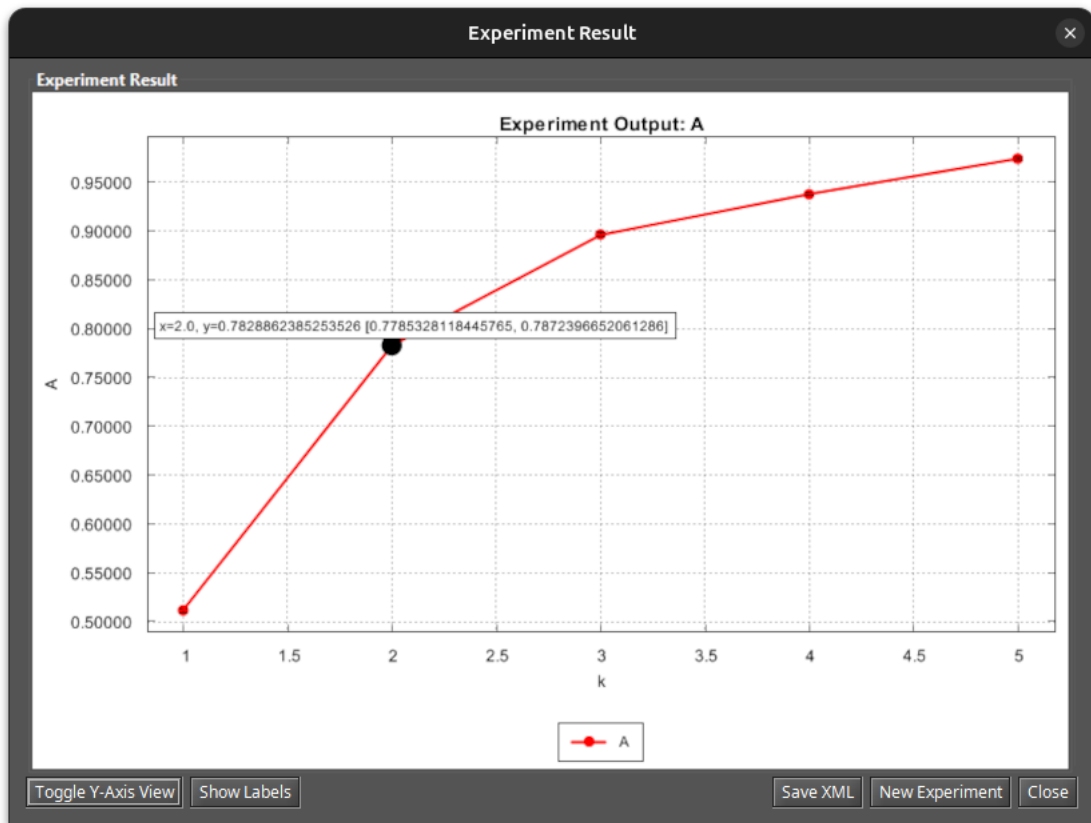 Experiment Result
Experiment Result
Experiment Output: A
0.95000
0.90000
0.85000
0.80000
x=2.0, y=0.7828862385253526 [0.7785328118445765, 0.7872396652061286]
0.75000
A
0.70000
0.65000
0.60000
0.55000
0.50000
1 1.5 2 2.5 3 3.5 4 4.5 5
k
A
Toggle Y-Axis View Show Labels Save XML New Experiment Close